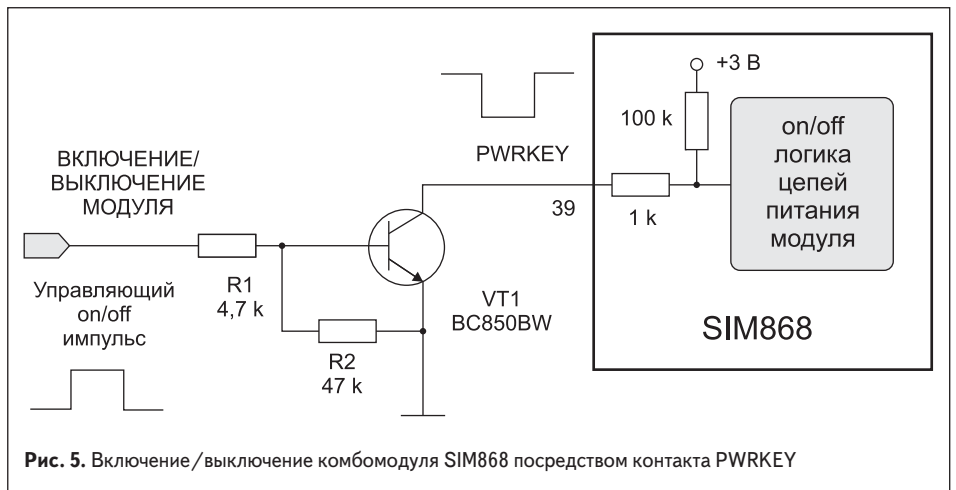 +3 В
100 k
on/off
логика
цепей
питания
модуля
PWRKEY
39
1 k
ВКЛЮЧЕНИЕ/
ВЫКЛЮЧЕНИЕ
МОДУЛЯ
Управляющий
on/off
импульс
R1
4,7 k
R2
47 k
VT1
BC850BW
SIM868
Рис. 5. Включение/выключение комбомодуля SIM868 посредством контакта PWRKEY